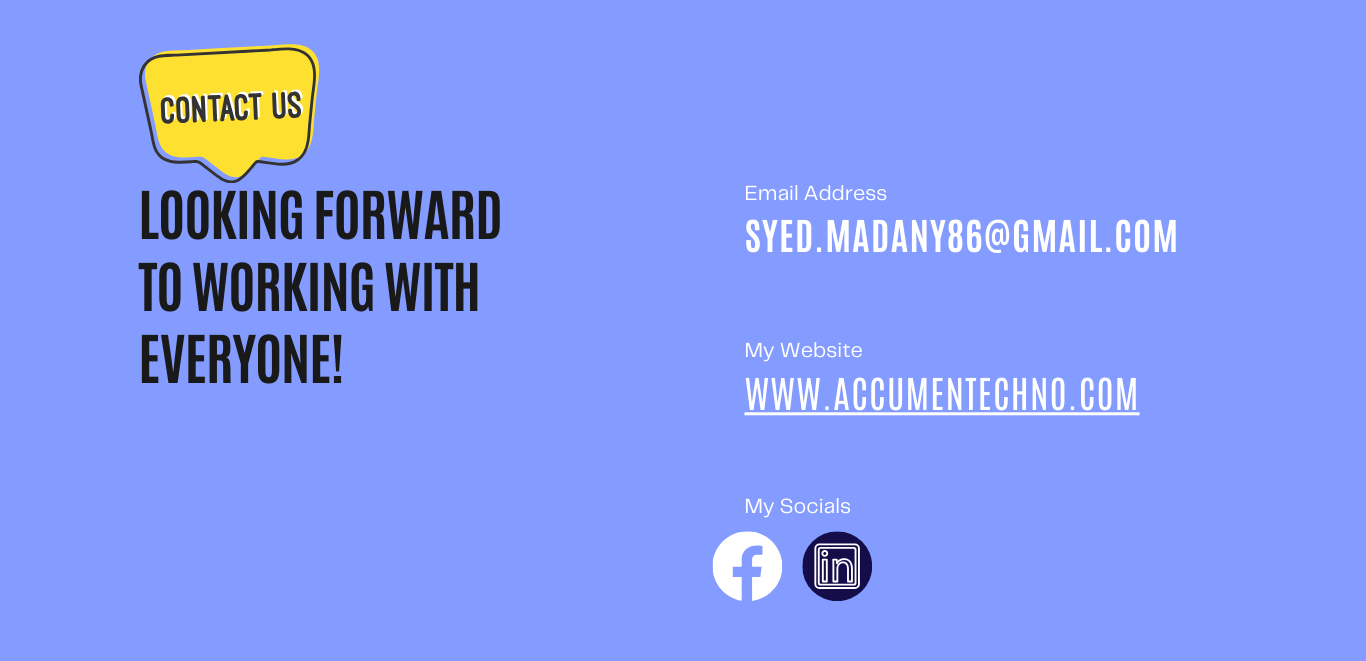 CONTACT US
LOOKING FORWARD
TO WORKING WITH
EVERYONE!
Email Address
SYED.MADANY86@GMAIL.COM
My Website
WWW.ACCUMENTECHNO.COM
My Socials
in